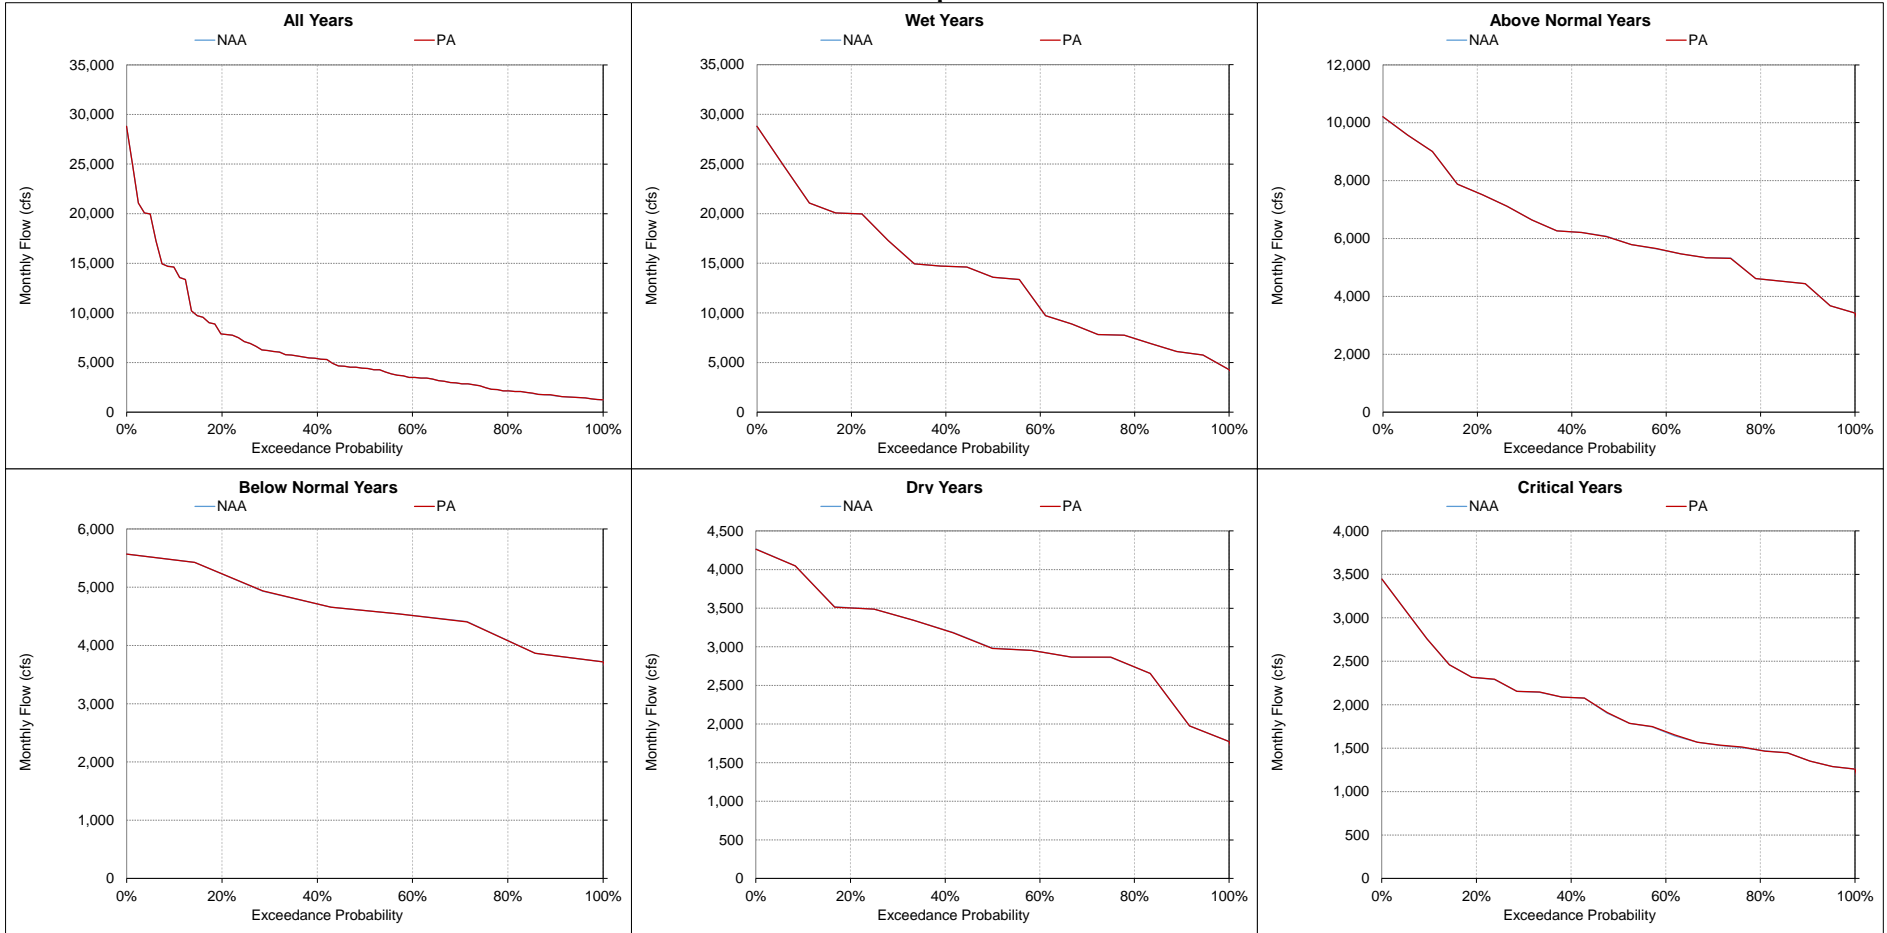 All Years
NAA PA
35,000
30,000
25,000
20,000
15,000
10,000
5,000
0
Monthly Flow (cfs)
0% 20% 40% 60% 80% 100%
Exceedance Probability
Wet Years
NAA PA
35,000
30,000
25,000
20,000
15,000
10,000
5,000
0
Monthly Flow (cfs)
0% 20% 40% 60% 80% 100%
Exceedance Probability
Above Normal Years
NAA PA
12,000
10,000
8,000
6,000
4,000
2,000
0
Monthly Flow (cfs)
0% 20% 40% 60% 80% 100%
Exceedance Probability
Below Normal Years
NAA PA
6,000
5,000
4,000
3,000
2,000
1,000
0
Monthly Flow (cfs)
0% 20% 40% 60% 80% 100%
Exceedance Probability
Dry Years
NAA PA
4,500
4,000
3,500
3,000
2,500
2,000
1,500
1,000
500
0
Monthly Flow (cfs)
0% 20% 40% 60% 80% 100%
Exceedance Probability
Critical Years
NAA PA
4,000
3,500
3,000
2,500
2,000
1,500
1,000
500
0
Monthly Flow (cfs)
0% 20% 40% 60% 80% 100%
Exceedance Probability